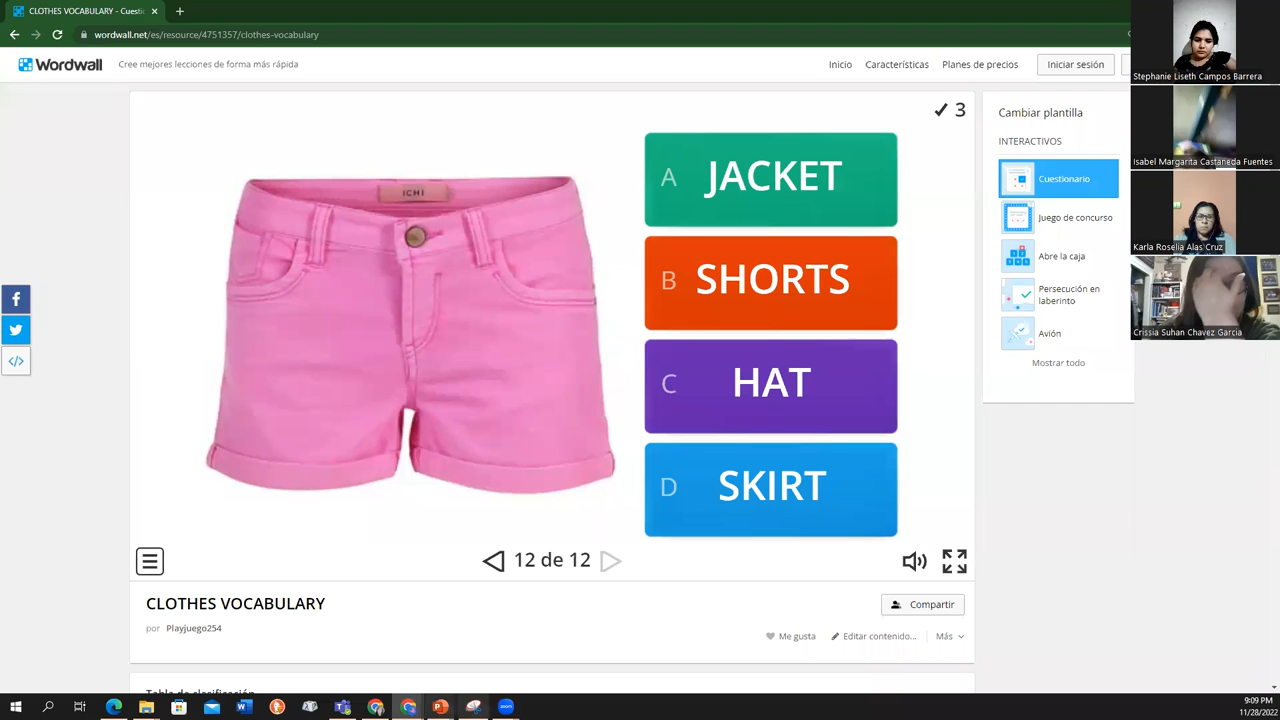 CLOTHES VOCABULARY - Cuesti
wordwall.net/es/resource/4751357/clothes-vocabulary
Wordwall
Cree mejores lecciones de forma más rápida
Inicio
Características
Planes de precios
Iniciar sesión
3
ICHI
A JACKET
B SHORTS
C HAT
D SKIRT
12 de 12
CLOTHES VOCABULARY
por Playjuego254
Compartir
Me gusta
Editar contenido...
Más
Tabla de clasificación
Cambiar plantilla
INTERACTIVOS
Cuestionario
Juego de concurso
Abre la caja
Persecución en
laberinto
Avión
Mostrar todo
Stephanie Liseth Campos Barrera
Isabel Margarita Castaneda Fuentes
Karla Roselia Alas Cruz
Crissia Suhan Chavez Garcia
9:09 PM
11/28/2022